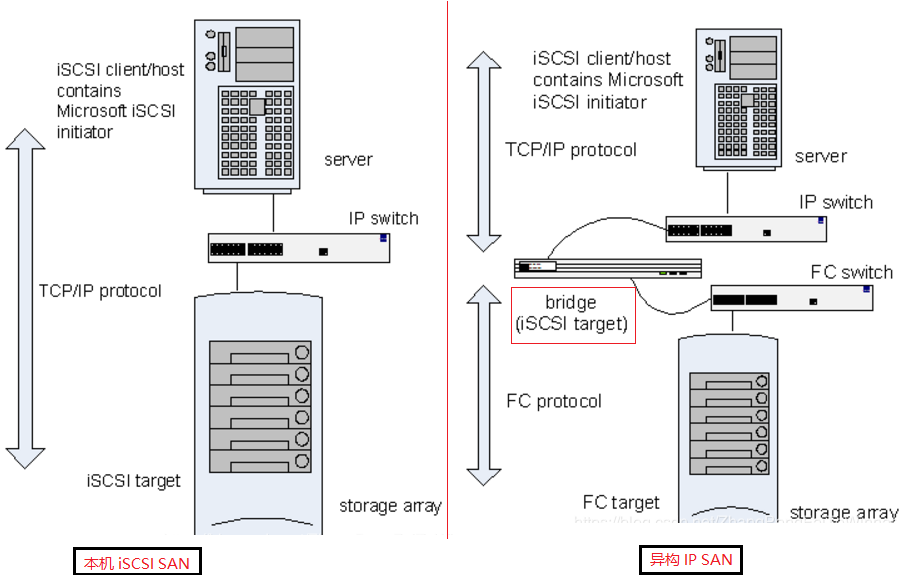 iSCSI client/host
contains
Microsoft iSCSI
initiator
server
IP switch
TCP/IP protocol
iSCSI target
storage array
本机 iSCSI SAN
iSCSI client/host
contains Microsoft
iSCSI initiator
TCP/IP protocol
server
IP switch
FC switch
bridge
(iSCSI target)
FC protocol
FC target
storage array
异构 IP SAN